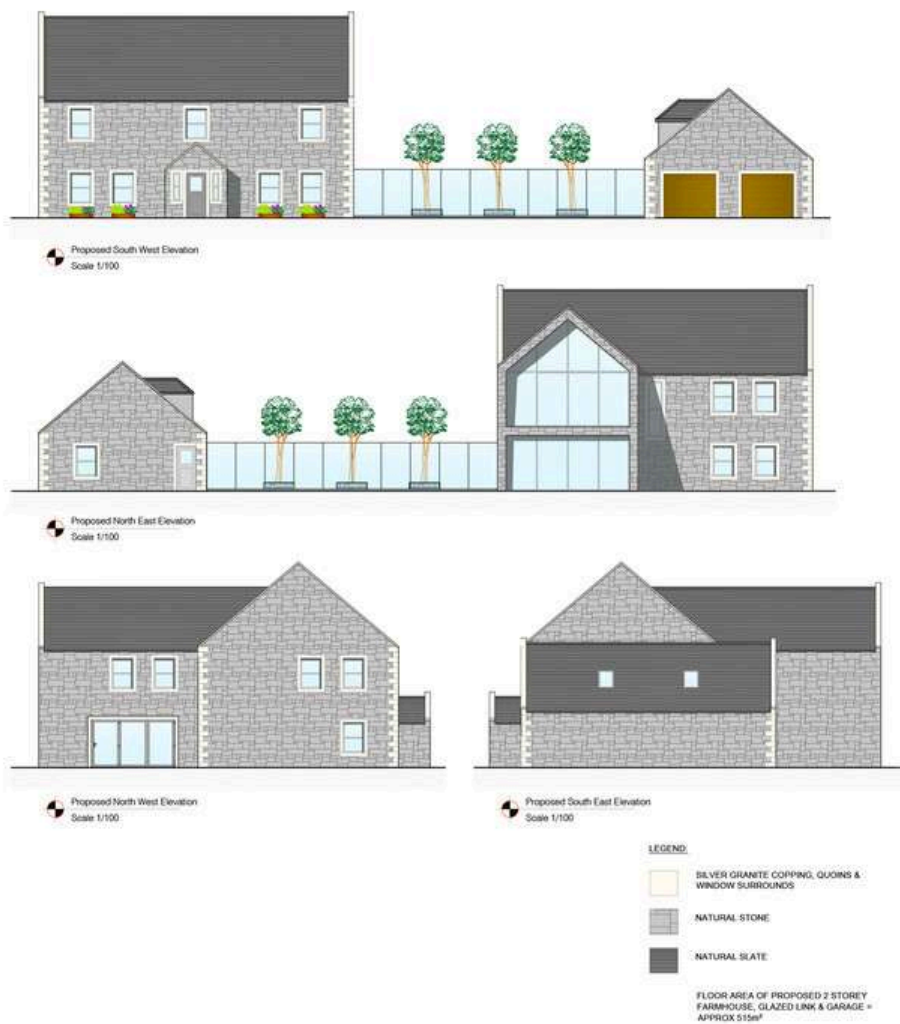 Proposed South West Elevation
Scale 1/100
Proposed North East Elevation
Scale 1/100
Proposed North West Elevation
Scale 1/100
Proposed South East Elevation
Scale 1/100
LEGEND:
SILVER GRANITE COPPING, QUOINS &
WINDOW SURROUNDS
NATURAL STONE
NATURAL SLATE
FLOOR AREA OF PROPOSED 2 STOREY
FARMHOUSE, GLAZED LINK & GARAGE =
APPROX 515m²